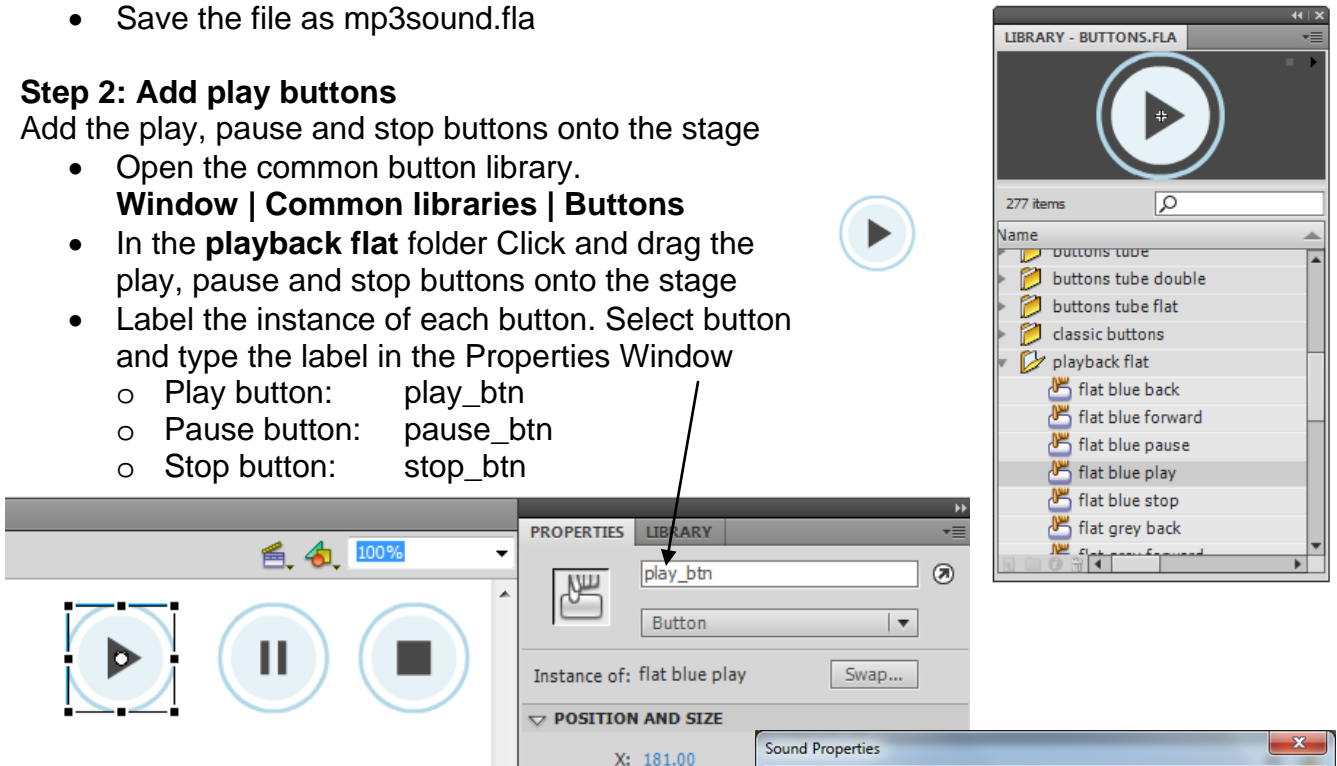 • Save the file as mp3sound.fla
Step 2: Add play buttons
Add the play, pause and stop buttons onto the stage
• Open the common button library.
Window | Common libraries | Buttons
• In the playback flat folder Click and drag the
play, pause and stop buttons onto the stage
• Label the instance of each button. Select button
and type the label in the Properties Window
o Play button: play_btn
o Pause button: pause_btn
o Stop button: stop_btn
LIBRARY - BUTTONS.FLA
277 items
Name
buttons tube
buttons tube double
buttons tube flat
classic buttons
playback flat
flat blue back
flat blue forward
flat blue pause
flat blue play
flat blue stop
flat grey back
flat grey forward
100%
PROPERTIES LIBRARY
play_btn
Button
Instance of: flat blue play Swap...
POSITION AND SIZE
X: 181.00
Sound Properties